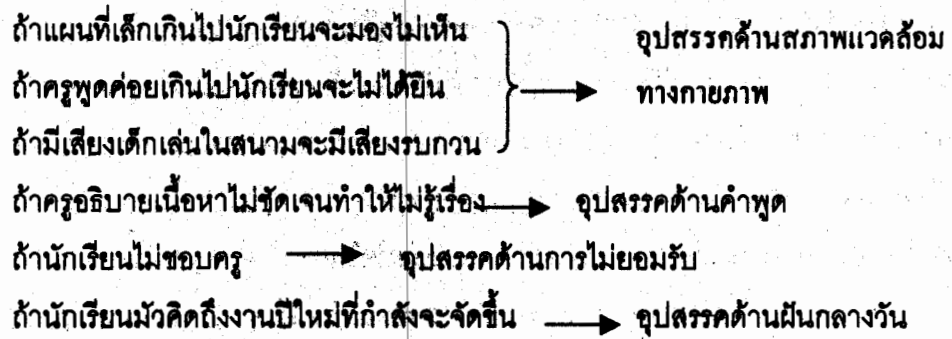 ถ้าแผนที่เล็กเกินไปนักเรียนจะมองไม่เห็น อุปสรรคด้านสภาพแวดล้อม
ถ้าครูพูดค่อยเกินไปนักเรียนจะไม่ได้ยิน ทางกายภาพ
ถ้ามีเสียงเด็กเล่นในสนามจะมีเสียงรบกวน
ถ้าครูอธิบายเนื้อหาไม่ชัดเจนทำให้ไม่รู้เรื่อง อุปสรรคด้านคำพูด
ถ้านักเรียนไม่ชอบครู อุปสรรคด้านการไม่ยอมรับ
ถ้านักเรียนมัวคิดถึงงานปีใหม่ที่กำลังจะจัดขึ้น อุปสรรคด้านฝันกลางวัน